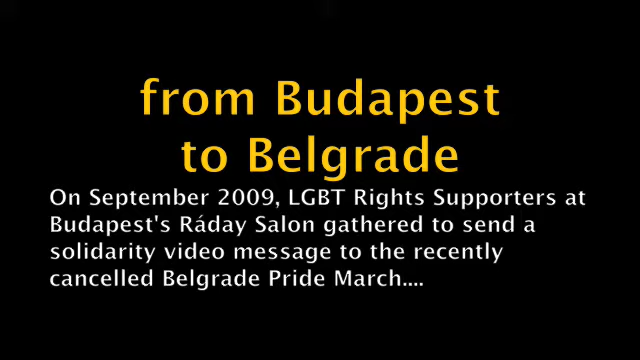 from Budapest
to Belgrade
On September 2009, LGBT Rights Supporters at
Budapest's Ráday Salon gathered to send a
solidarity video message to the recently
cancelled Belgrade Pride March....